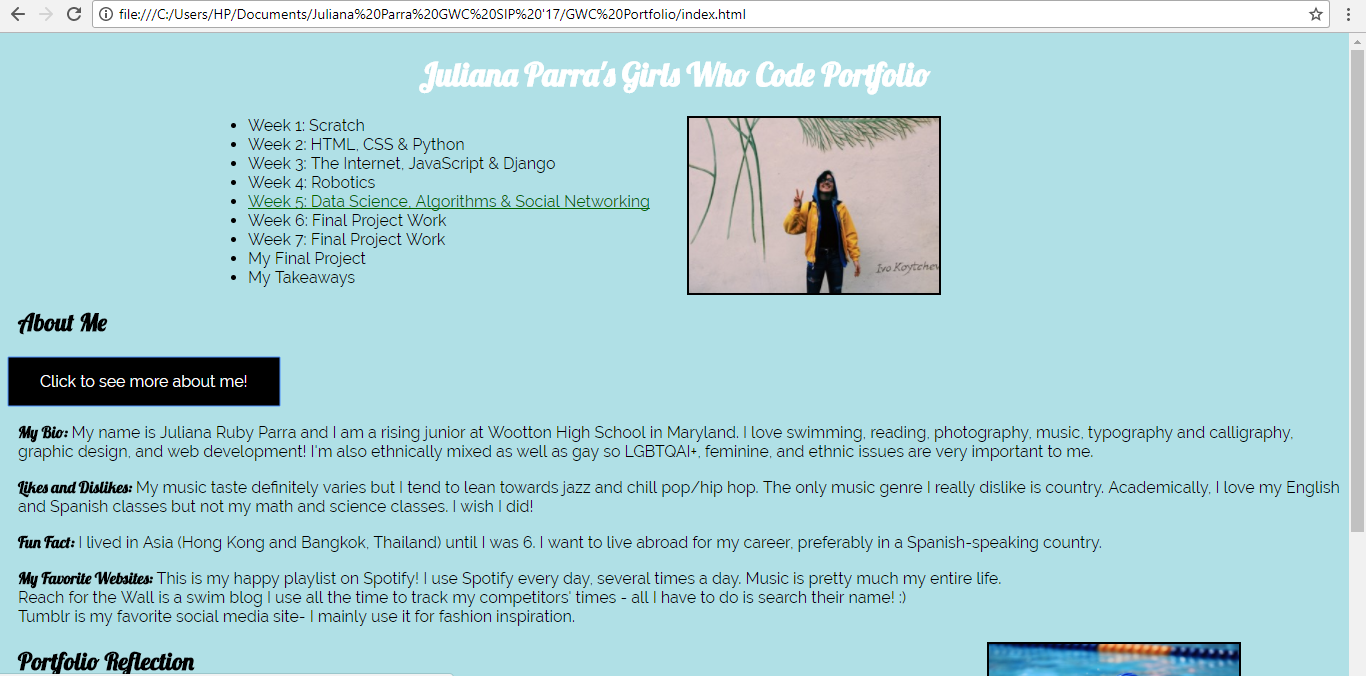 file:///C:/Users/HP/Documents/Juliana%20Parra%20GWC%20SIP%20'17/GWC%20Portfolio/index.html
Juliana Parra's Girls Who Code Portfolio
Week 1: Scratch
Week 2: HTML, CSS & Python
Week 3: The Internet, JavaScript & Django
Week 4: Robotics
Week 5: Data Science, Algorithms & Social Networking
Week 6: Final Project Work
Week 7: Final Project Work
My Final Project
My Takeaways
Ivo Koytchev
About Me
Click to see more about me!
My Bio: My name is Juliana Ruby Parra and I am a rising junior at Wootton High School in Maryland. I love swimming, reading, photography, music, typography and calligraphy,
graphic design, and web development! I'm also ethnically mixed as well as gay so LGBTQAI+, feminine, and ethnic issues are very important to me.
Likes and Dislikes: My music taste definitely varies but I tend to lean towards jazz and chill pop/hip hop. The only music genre I really dislike is country. Academically, I love my English
and Spanish classes but not my math and science classes. I wish I did!
Fun Fact: I lived in Asia (Hong Kong and Bangkok, Thailand) until I was 6. I want to live abroad for my career, preferably in a Spanish-speaking country.
My Favorite Websites: This is my happy playlist on Spotify! I use Spotify every day, several times a day. Music is pretty much my entire life.
Reach for the Wall is a swim blog I use all the time to track my competitors' times - all I have to do is search their name! :)
Tumblr is my favorite social media site- I mainly use it for fashion inspiration.
Portfolio Reflection